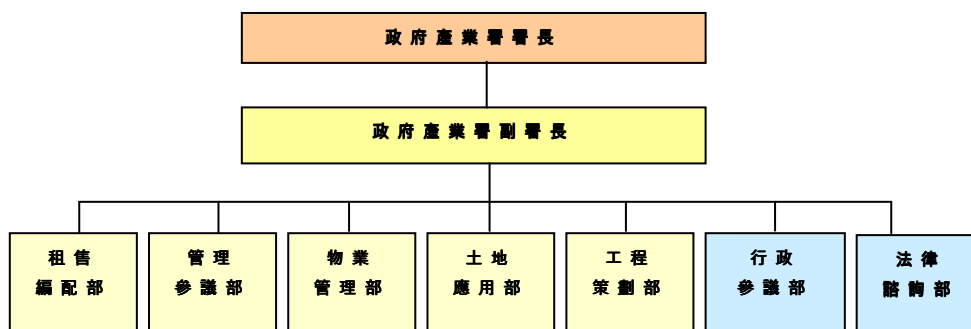 政府產業署署長
政府產業署副署長
租售
編配部
管理
參議部
物業
管理部
土地
應用部
工程
策劃部
行政
參議部
法律
諮詢部